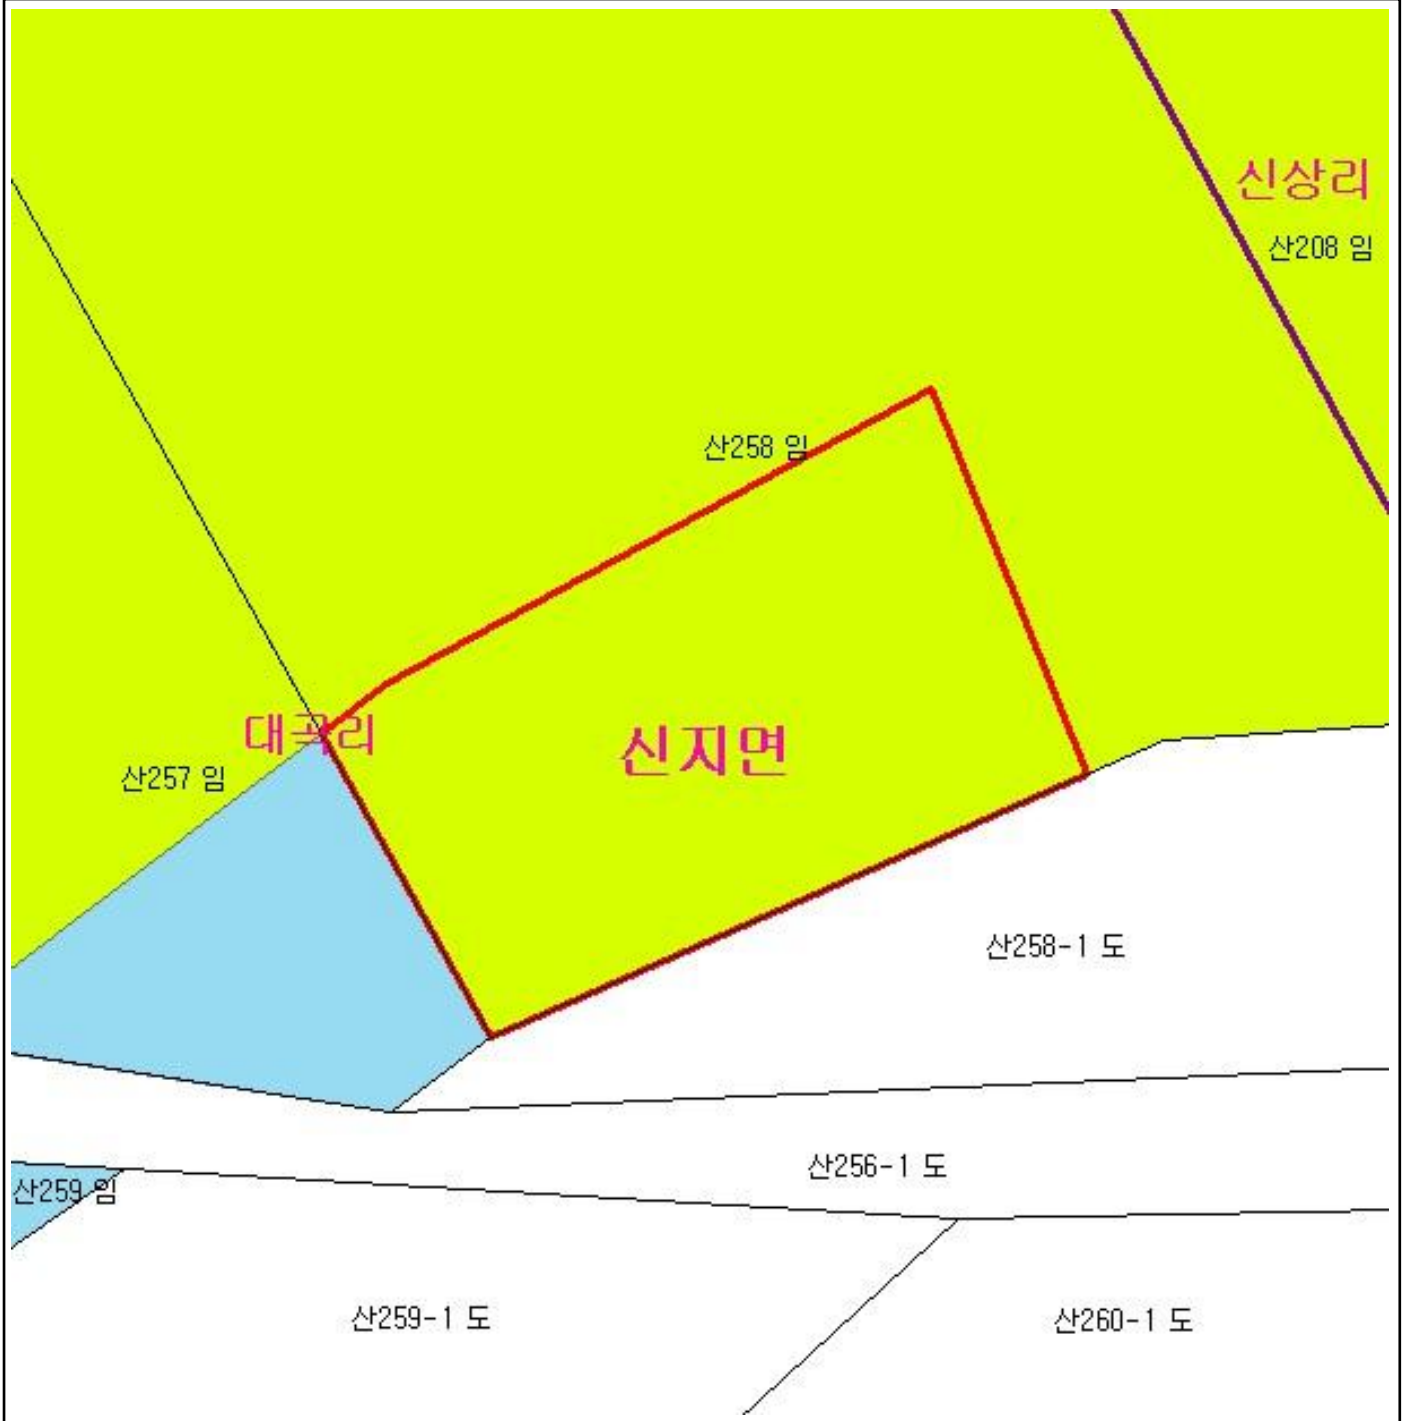 신상리
산208 임
산258 임
대곡리
신지면
산257 임
산258-1 도
산256-1 도
산259 임
산259-1 도
산260-1 도